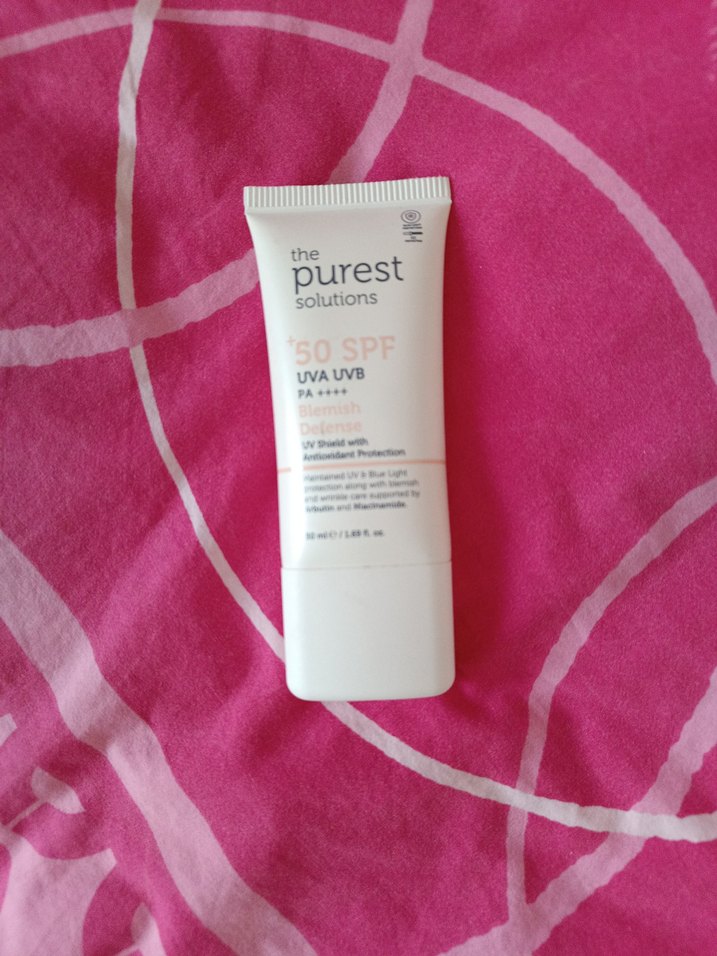 the
purest
solutions
+50 SPF
UVA UVB
PA ++++
Blemish
Defense
UV Shield with
Antioxidant Protection
Maintained UV & Blue Light
protection along with blemish
and wrinkle care supported by
Arbutin and Niacinamide.
50 ml ℮ / 1.69 fl. oz.